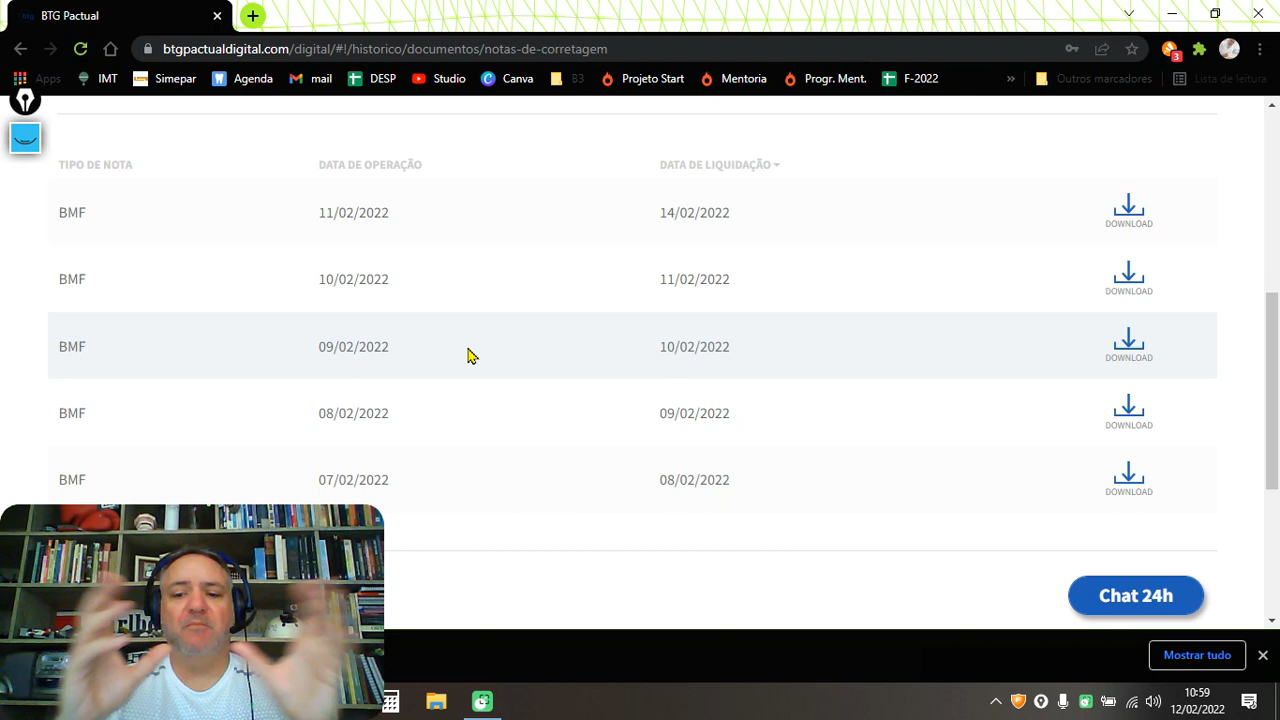 btg BTG Pactual
btgpactualdigital.com/digital/#!/historico/documentos/notas-de-corretagem
3
Apps IMT Simepar Agenda mail DESP Studio Canva B3 Projeto Start Mentoria Progr. Ment. F-2022 » Outros marcadores Lista de leitura
TIPO DE NOTA DATA DE OPERAÇÃO DATA DE LIQUIDAÇÃO
BMF 11/02/2022 14/02/2022
DOWNLOAD
BMF 10/02/2022 11/02/2022
DOWNLOAD
BMF 09/02/2022 10/02/2022
DOWNLOAD
BMF 08/02/2022 09/02/2022
DOWNLOAD
BMF 07/02/2022 08/02/2022
DOWNLOAD
Chat 24h
Mostrar tudo
10:59
12/02/2022